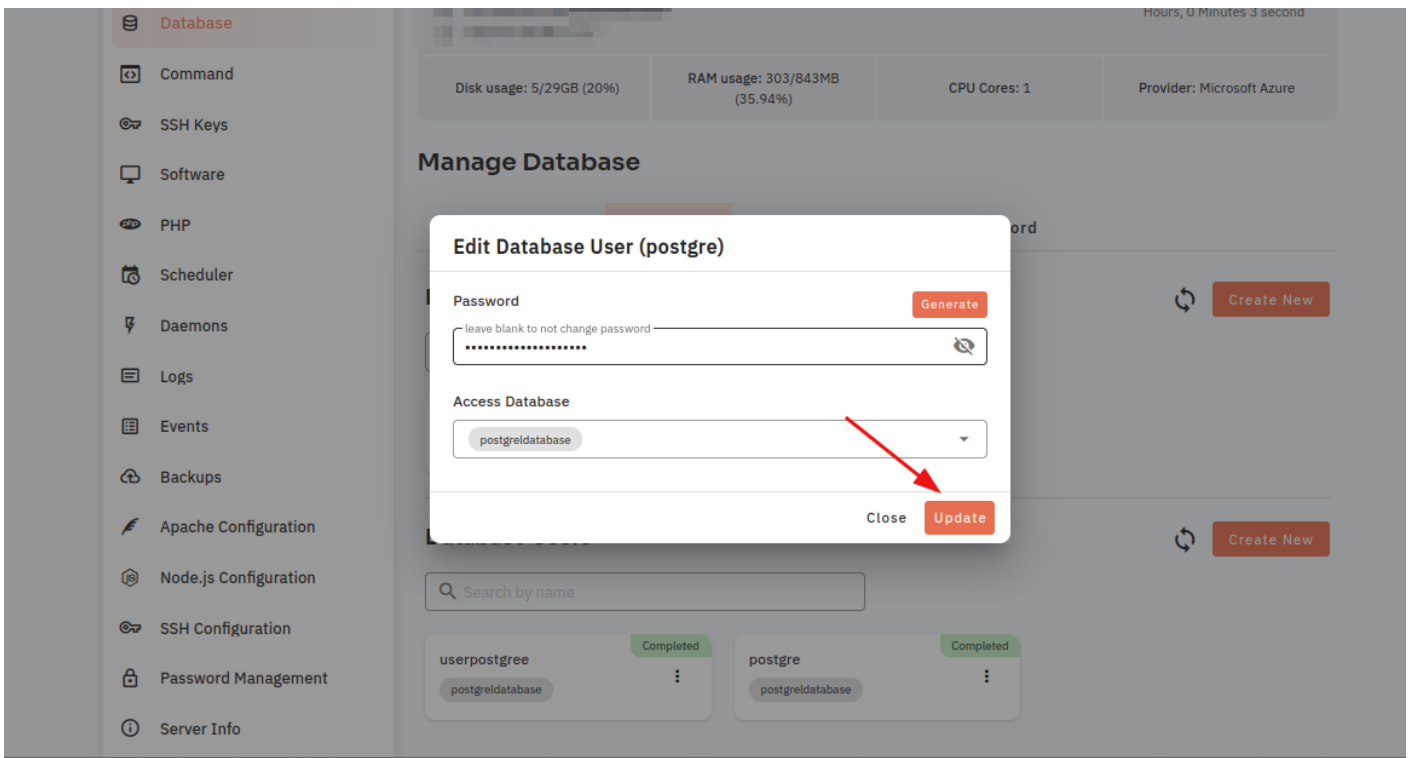 Database
Command
SSH Keys
Software
PHP
Scheduler
Daemons
Logs
Events
Backups
Apache Configuration
Node.js Configuration
SSH Configuration
Password Management
Server Info
Hours, 0 Minutes 3 second
Disk usage: 5/29GB (20%)
RAM usage: 303/843MB
(35.94%)
CPU Cores: 1
Provider: Microsoft Azure
Manage Database
ord
Create New
Edit Database User (postgre)
Password
Generate
leave blank to not change password
••••••••••••••••••••
Access Database
postgreldatabase
Close
Update
Create New
Search by name
userpostgree
Completed
postgreldatabase
postgre
Completed
postgreldatabase